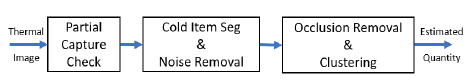 Thermal
Image
Partial
Capture
Check
Cold Item Seg
&
Noise Removal
Occlusion Removal
&
Clustering
Estimated
Quantity